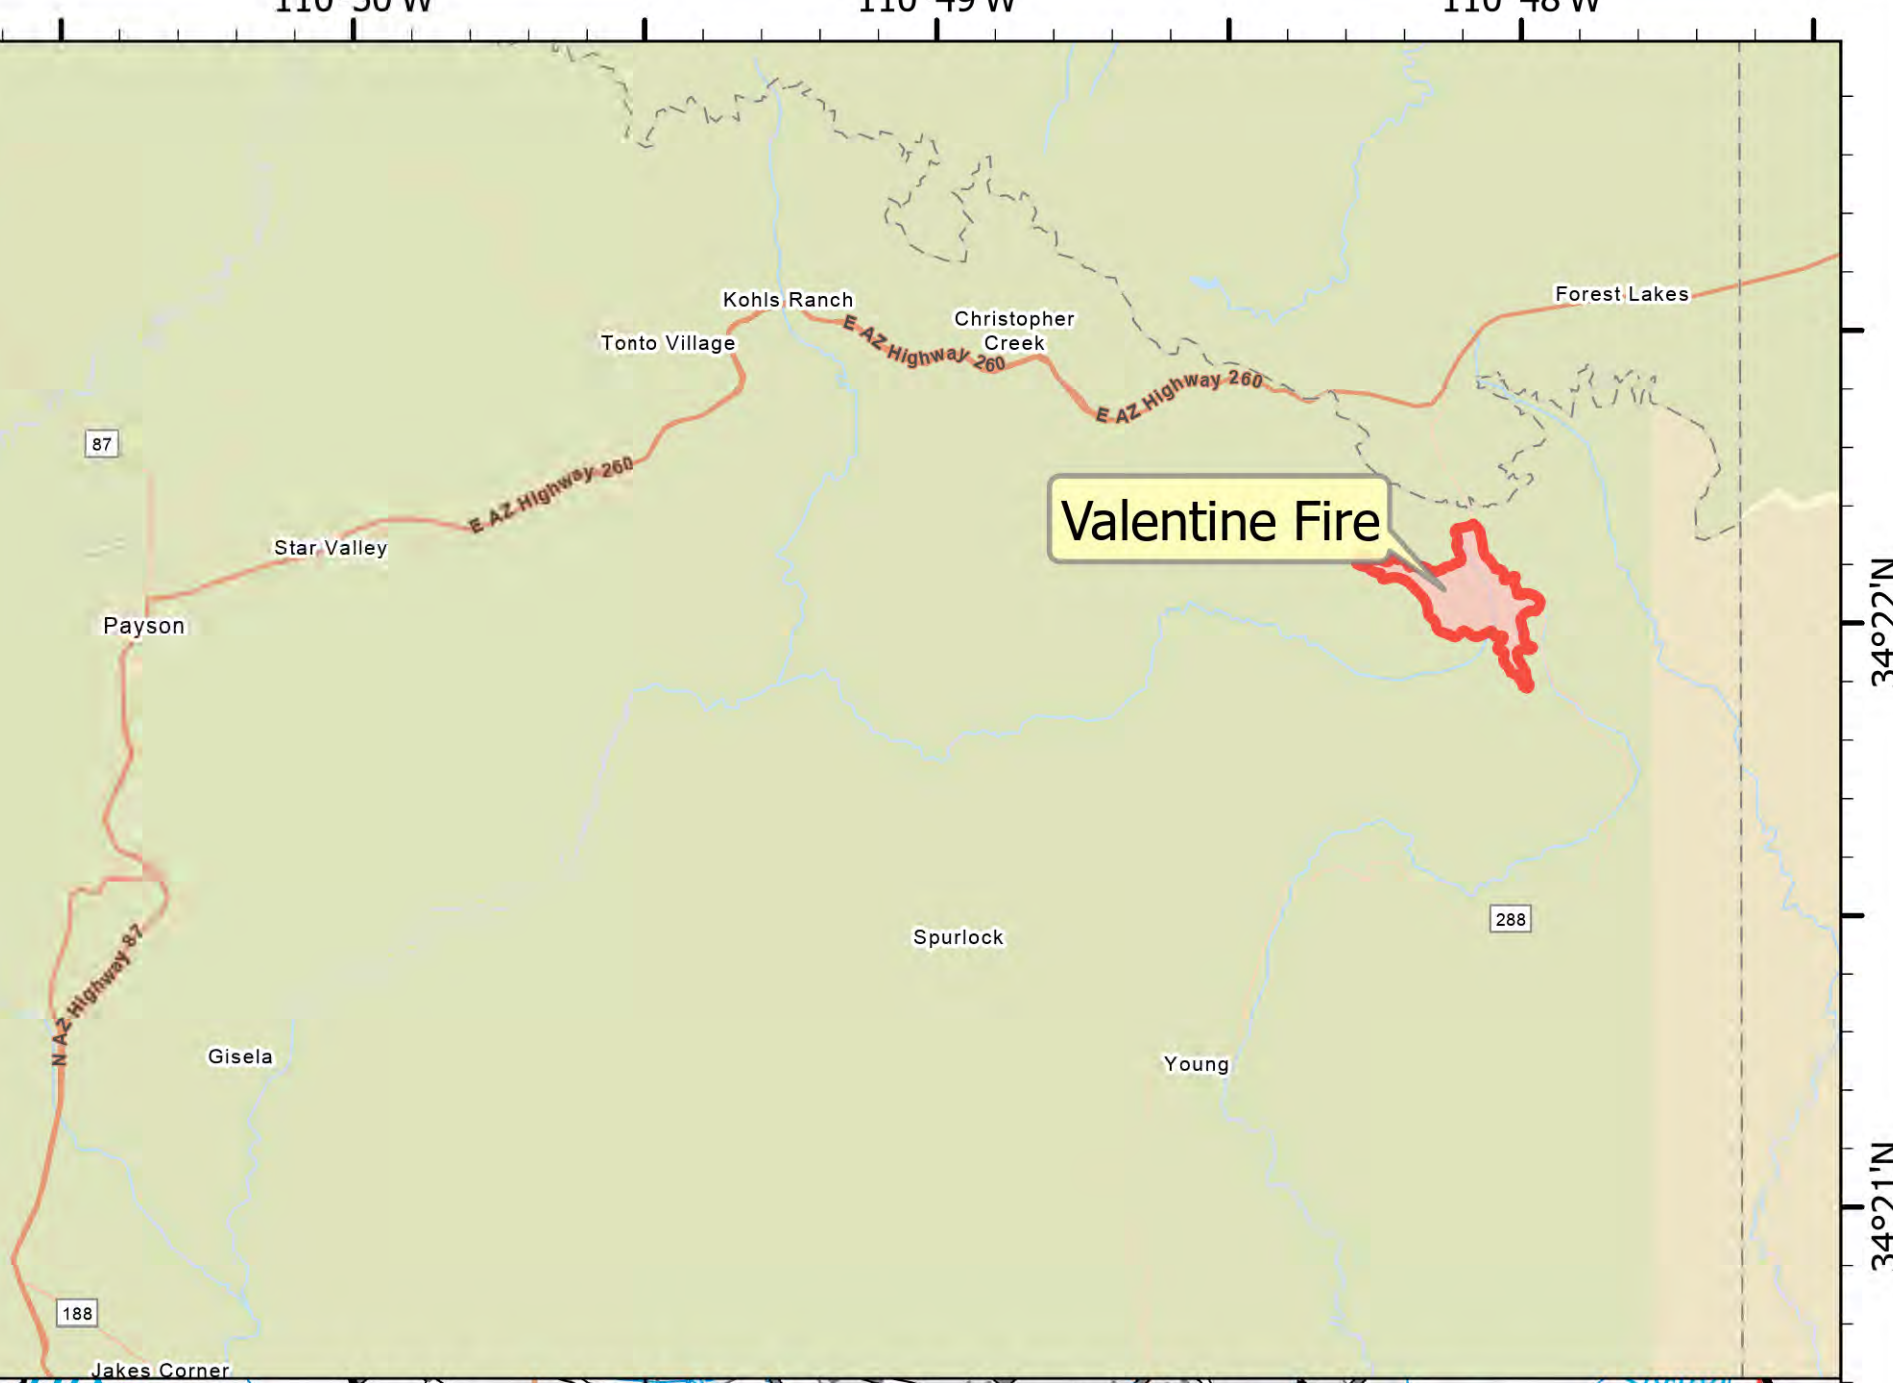 110°50'W
110°49'W
110°48'W
Forest Lakes
Kohls Ranch
Christopher
Creek
Tonto Village
E AZ Highway 260
E AZ Highway 260
87
E AZ Highway 260
Valentine Fire
Star Valley
34°22'N
Payson
288
Spurlock
N AZ Highway 87
Gisela
Young
34°21'N
188
Jakes Corner